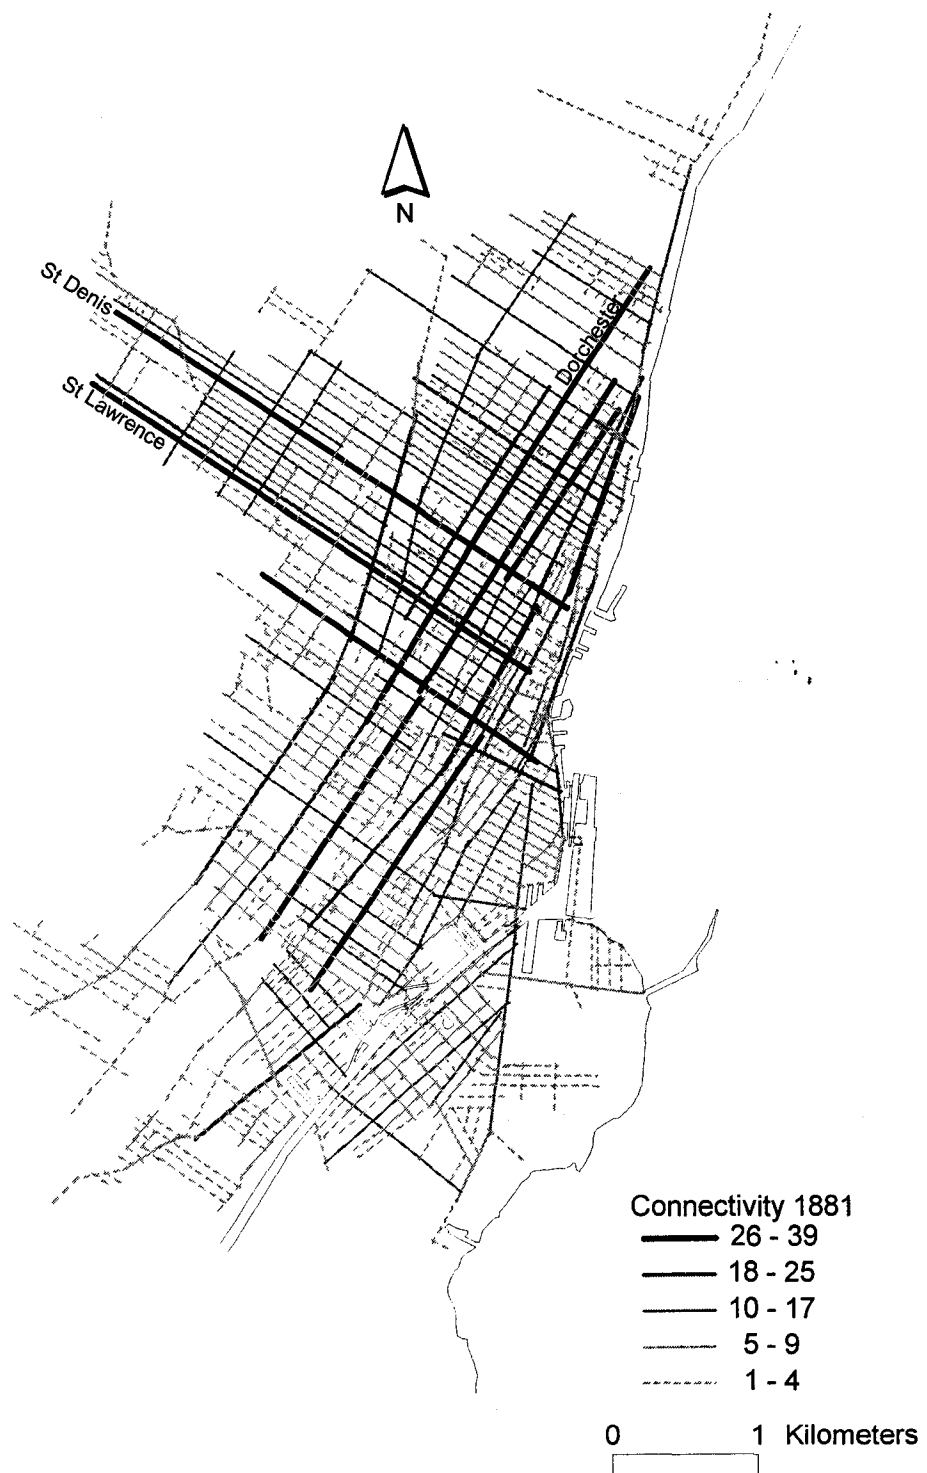 N
St Denis
Dorchester
St Lawrence
Connectivity 1881
26 - 39
18 - 25
10 - 17
5 - 9
1 - 4
0 1 Kilometers